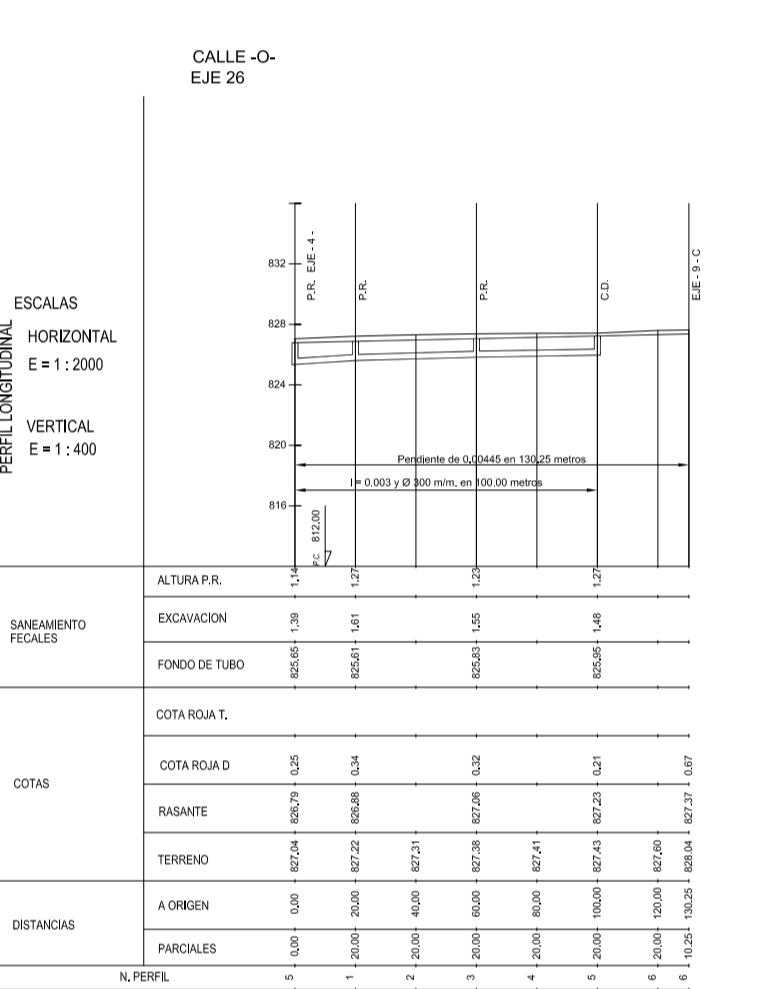 CALLE -O-
EJE 26
PERFIL LONGITUDINAL
ESCALAS
HORIZONTAL
E = 1 : 2000
VERTICAL
E = 1 : 400
832
828
824
820
816
P.R. EJE - 4 -
P.R.
P.R.
C.D.
EJE - 9 - C
Pendiente de 0,00445 en 130,25 metros
I = 0,003 y Ø 300 m/m. en 100.00 metros
P.C. 812.00
SANEAMIENTO
FECALES
ALTURA P.R. 1.14 1.27 1.23 1.27
EXCAVACION 1.39 1.61 1.55 1.48
FONDO DE TUBO 825.65 825.61 825.83 825.95
COTAS
COTA ROJA T.
COTA ROJA D 0.25 0.34 0.32 0.21 0.67
RASANTE 826.79 826.88 827.06 827.23 827.37
TERRENO 827.04 827.22 827.31 827.38 827.41 827.43 827.60 828.04
DISTANCIAS
A ORIGEN 0.00 20.00 40.00 60.00 80.00 100.00 120.00 130.25
PARCIALES 0.00 20.00 20.00 20.00 20.00 20.00 20.00 10.25
N. PERFIL 5 1 2 3 4 5 6 6